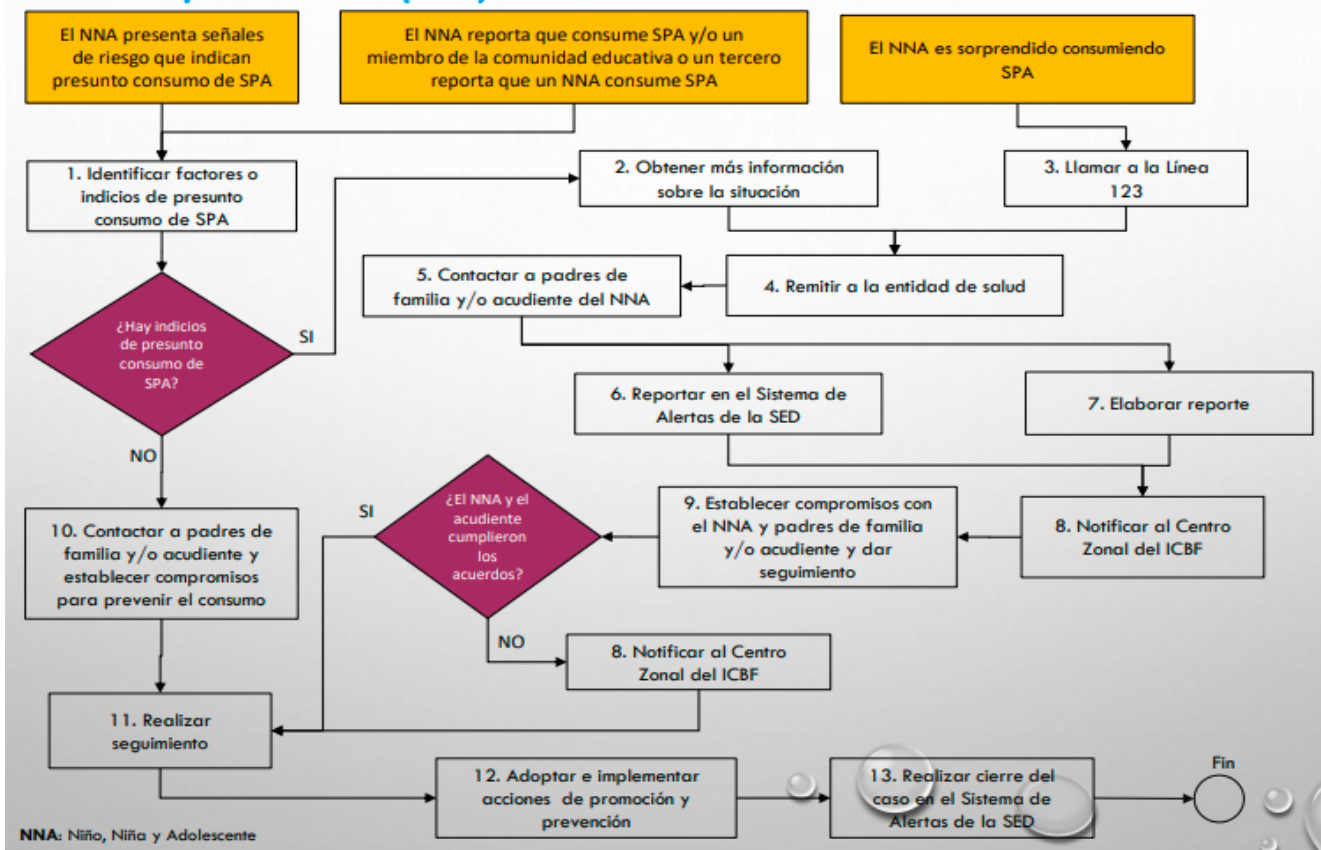 El NNA presenta señales
de riesgo que indican
presunto consumo de SPA
El NNA reporta que consume SPA y/o un
miembro de la comunidad educativa o un tercero
reporta que un NNA consume SPA
El NNA es sorprendido consumiendo
SPA
1. Identificar factores o
indicios de presunto
consumo de SPA
2. Obtener más información
sobre la situación
3. Llamar a la Línea
123
5. Contactar a padres de
familia y/o acudiente del NNA
4. Remitir a la entidad de salud
¿Hay indicios
de presunto
consumo de
SPA?
SI
6. Reportar en el Sistema de
Alertas de la SED
7. Elaborar reporte
NO
¿El NNA y el
acudiente
cumplieron
los
acuerdos?
SI
9. Establecer compromisos con
el NNA y padres de familia
y/o acudiente y dar
seguimiento
8. Notificar al Centro
Zonal del ICBF
10. Contactar a padres de
familia y/o acudiente y
establecer compromisos
para prevenir el consumo
NO
8. Notificar al Centro
Zonal del ICBF
11. Realizar
seguimiento
12. Adoptar e implementar
acciones de promoción y
prevención
13. Realizar cierre del
caso en el Sistema de
Alertas de la SED
Fin
NNA: Niño, Niña y Adolescente